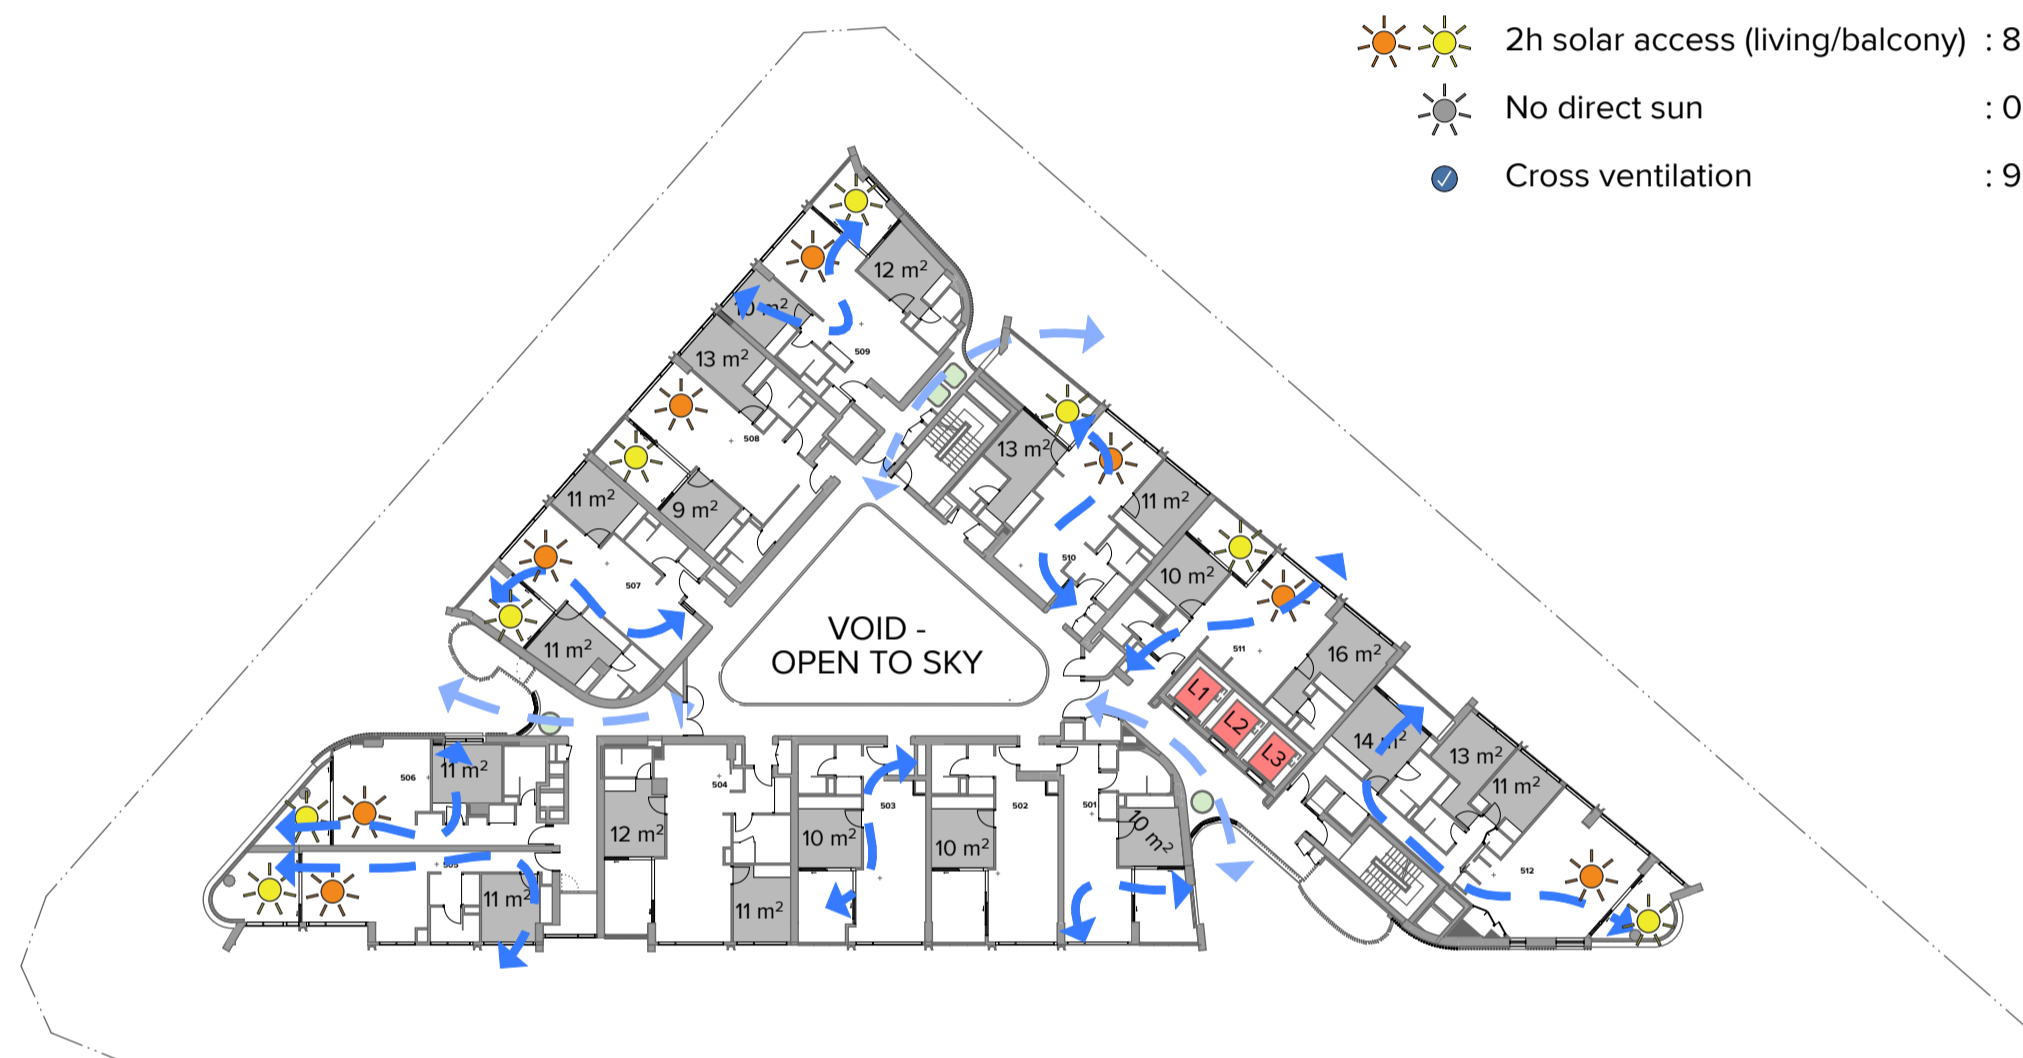 2h solar access (living/balcony) : 8
No direct sun : 0
Cross ventilation : 9
12 m²
10 m²
13 m²
509
508
13 m²
11 m²
9 m²
11 m²
510
10 m²
507
11 m²
VOID -
OPEN TO SKY
511
16 m²
L1
L2
L3
14 m²
13 m²
11 m²
506
11 m²
504
503
502
501
12 m²
10 m²
10 m²
10 m²
505
11 m²
11 m²
512